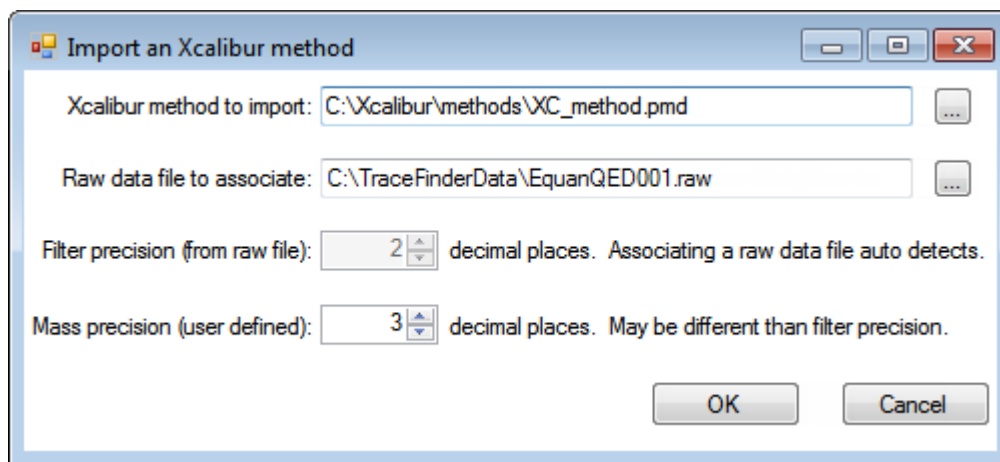 Import an Xcalibur method
Xcalibur method to import: C:\Xcalibur\methods\XC_method.pmd ...
Raw data file to associate: C:\TraceFinderData\EquanQED001.raw ...
Filter precision (from raw file): 2 decimal places. Associating a raw data file auto detects.
Mass precision (user defined): 3 decimal places. May be different than filter precision.
OK Cancel